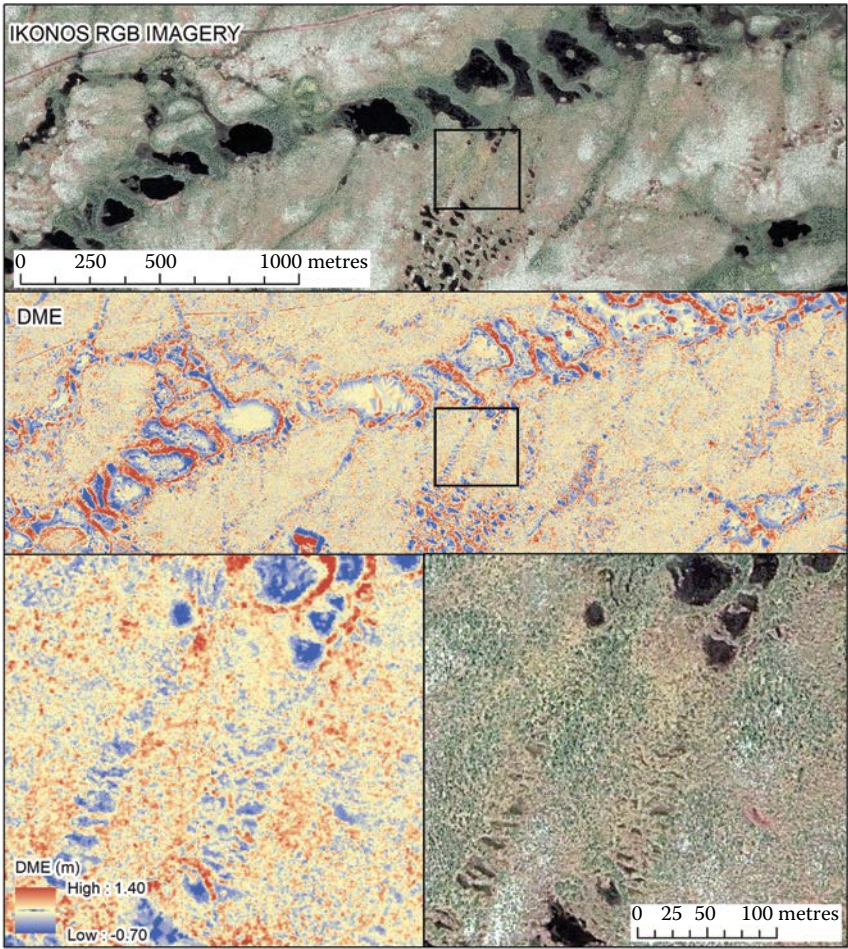 IKONOS RGB IMAGERY
0 250 500 1000 metres
DME
DME (m)
High : 1.40
Low : -0.70
0 25 50 100 metres